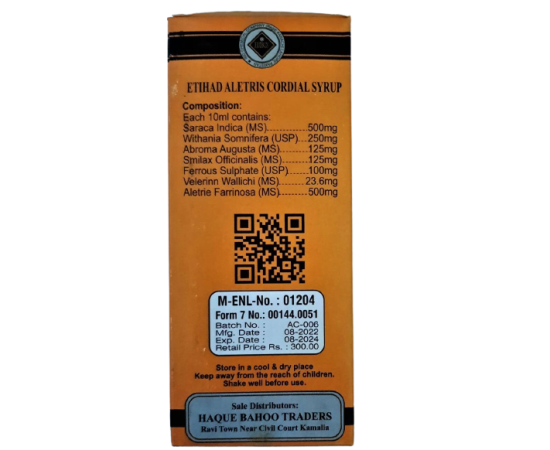 ETIHAD ALETRIS CORDIAL SYRUP
Composition:
Each 10ml contains:
Saraca Indica (MS)..............500mg
Withania Somnifera (USP)...250mg
Abroma Augusta (MS)..........125mg
Smilax Officinalis (MS)..........125mg
Ferrous Sulphate (USP)........100mg
Veierinn Wallichi (MS)...........23.6mg
Aletrie Farrinosa (MS)...........500mg
M-ENL-No. : 01204
Form 7 No.: 00144.0051
Batch No. : AC-006
Mfg. Date : 08-2022
Exp. Date : 08-2024
Retail Price Rs. : 300.00
Store in a cool & dry place
Keep away from the reach of children.
Shake well before use.
Sale Distributors:
HAQUE BAHOO TRADERS
Ravi Town Near Civil Court Kamalia